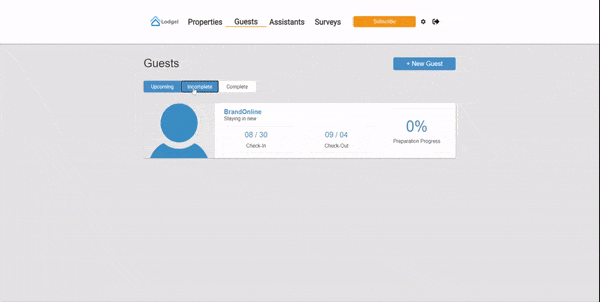 Lodgel
Properties
Guests
Assistants
Surveys
Subscribe
Guests
+ New Guest
Upcoming
Incomplete
Complete
BrandOnline
Staying in new
08 / 30
Check-In
09 / 04
Check-Out
0%
Preparation Progress